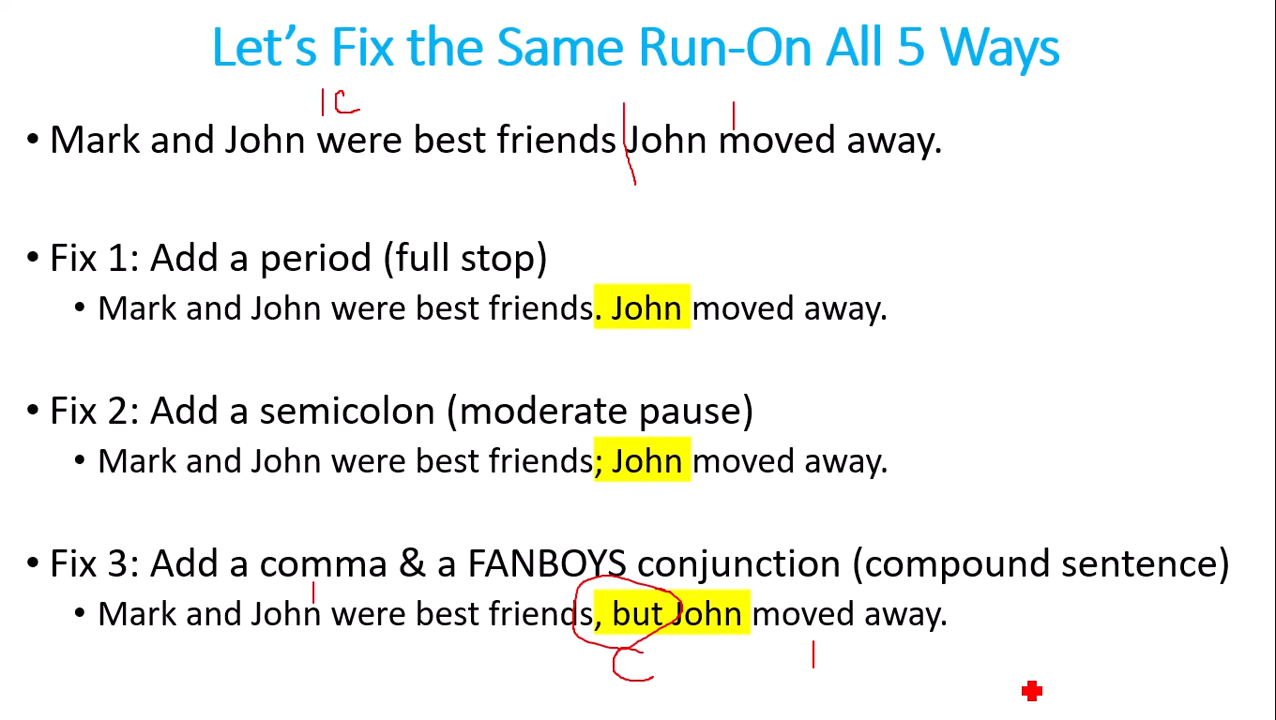 Let's Fix the Same Run-On All 5 Ways
IC
I
• Mark and John were best friends John moved away.
• Fix 1: Add a period (full stop)
• Mark and John were best friends. John moved away.
• Fix 2: Add a semicolon (moderate pause)
• Mark and John were best friends; John moved away.
• Fix 3: Add a comma & a FANBOYS conjunction (compound sentence)
I
• Mark and John were best friends, but John moved away.
C
I